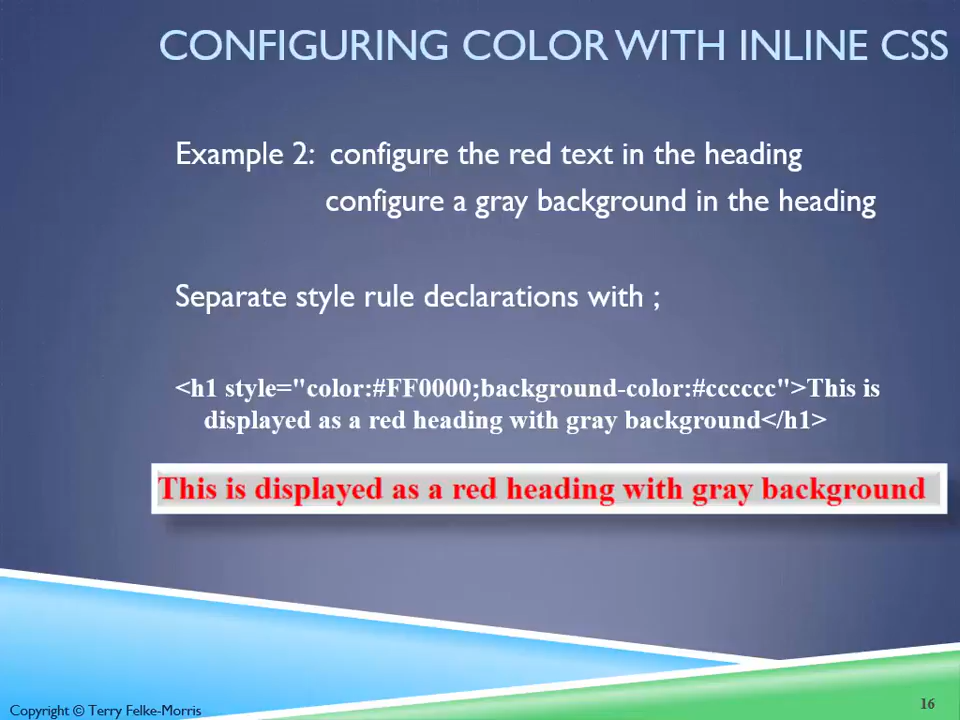 CONFIGURING COLOR WITH INLINE CSS
Example 2: configure the red text in the heading
configure a gray background in the heading
Separate style rule declarations with ;
<h1 style="color:#FF0000;background-color:#cccccc">This is
displayed as a red heading with gray background</h1>
This is displayed as a red heading with gray background
Copyright © Terry Felke-Morris
16